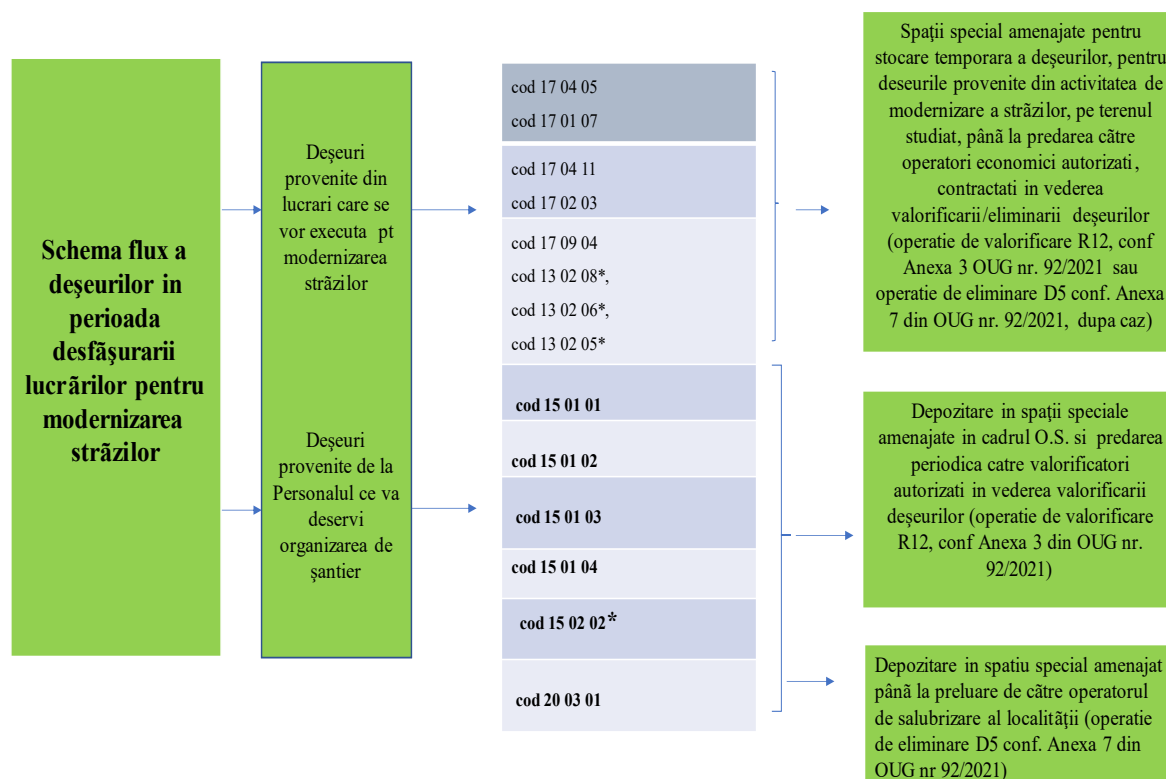 Schema flux a
deşeurilor in
perioada
desfãşurarii
lucrãrilor pentru
modernizarea
strãzilor
Deşeuri
provenite din
lucrari care se
vor executa pt
modernizarea
strãzilor
Deşeuri
provenite de la
Personalul ce va
deservi
organizarea de
şantier
cod 17 04 05
cod 17 01 07
cod 17 04 11
cod 17 02 03
cod 17 09 04
cod 13 02 08*,
cod 13 02 06*,
cod 13 02 05*
cod 15 01 01
cod 15 01 02
cod 15 01 03
cod 15 01 04
cod 15 02 02*
cod 20 03 01
Spaţii special amenajate pentru
stocare temporara a deşeurilor, pentru
deseurile provenite din activitatea de
modernizare a strãzilor, pe terenul
studiat, pânã la predarea cãtre
operatori economici autorizati,
contractati in vederea
valorificarii/eliminarii deşeurilor
(operatie de valorificare R12, conf
Anexa 3 OUG nr. 92/2021 sau
operatie de eliminare D5 conf. Anexa
7 din OUG nr. 92/2021, dupa caz)
Depozitare in spaţii speciale
amenajate in cadrul O.S. si predarea
periodica catre valorificatori
autorizati in vederea valorificarii
deşeurilor (operatie de valorificare
R12, conf Anexa 3 din OUG nr.
92/2021)
Depozitare in spatiu special amenajat
pânã la preluare de cãtre operatorul
de salubrizare al localitãţii (operatie
de eliminare D5 conf. Anexa 7 din
OUG nr 92/2021)